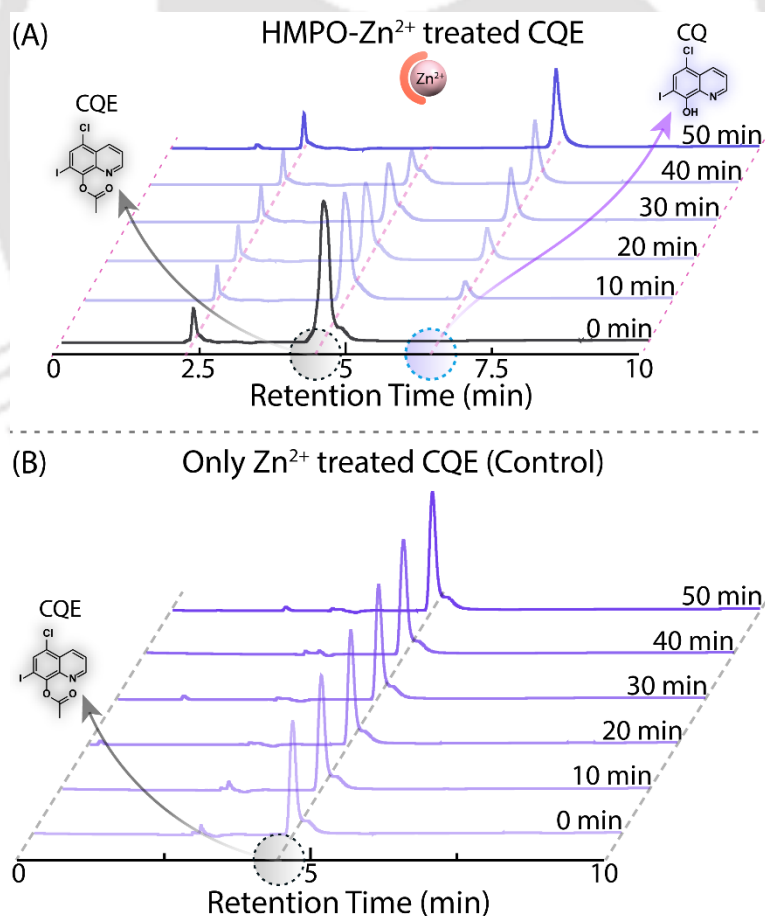 (A) HMPO-Zn²⁺ treated CQE
CQ
Zn²⁺
CQE
Cl
I
N
OH
Cl
I
N
O
O
50 min
40 min
30 min
20 min
10 min
0 min
0 2.5 5 7.5 10
Retention Time (min)
(B) Only Zn²⁺ treated CQE (Control)
CQE
Cl
I
N
O
O
50 min
40 min
30 min
20 min
10 min
0 min
0 5 10
Retention Time (min)